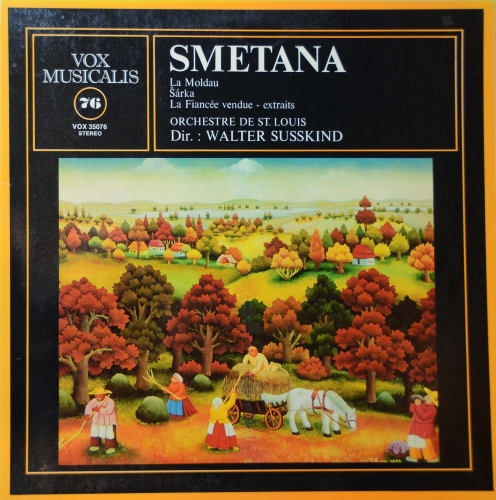 VOX
MUSICALIS
76
VOX 35076
STEREO
SMETANA
La Moldau
Šárka
La Fiancée vendue - extraits
ORCHESTRE DE ST. LOUIS
Dir. : WALTER SUSSKIND